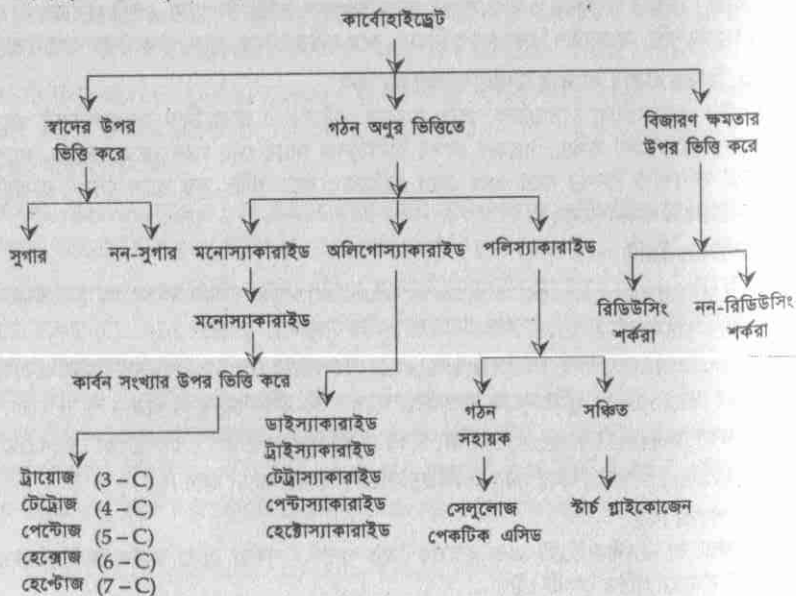 কার্বোহাইড্রেট
স্বাদের উপর
ভিত্তি করে
গঠন অণুর ভিত্তিতে
বিজারণ ক্ষমতার
উপর ভিত্তি করে
সুগার
নন-সুগার
মনোস্যাকারাইড
অলিগোস্যাকারাইড
পলিস্যাকারাইড
রিডিউসিং
শর্করা
নন-রিডিউসিং
শর্করা
মনোস্যাকারাইড
কার্বন সংখ্যার উপর ভিত্তি করে
ট্রায়োজ (3 – C)
টেট্রোজ (4 – C)
পেন্টোজ (5 – C)
হেক্সোজ (6 – C)
হেপ্টোজ (7 – C)
ডাইস্যাকারাইড
ট্রাইস্যাকারাইড
টেট্রাস্যাকারাইড
পেন্টাস্যাকারাইড
হেক্টোস্যাকারাইড
গঠন
সহায়ক
সেলুলোজ
পেকটিক এসিড
সঞ্চিত
স্টার্চ গ্লাইকোজেন